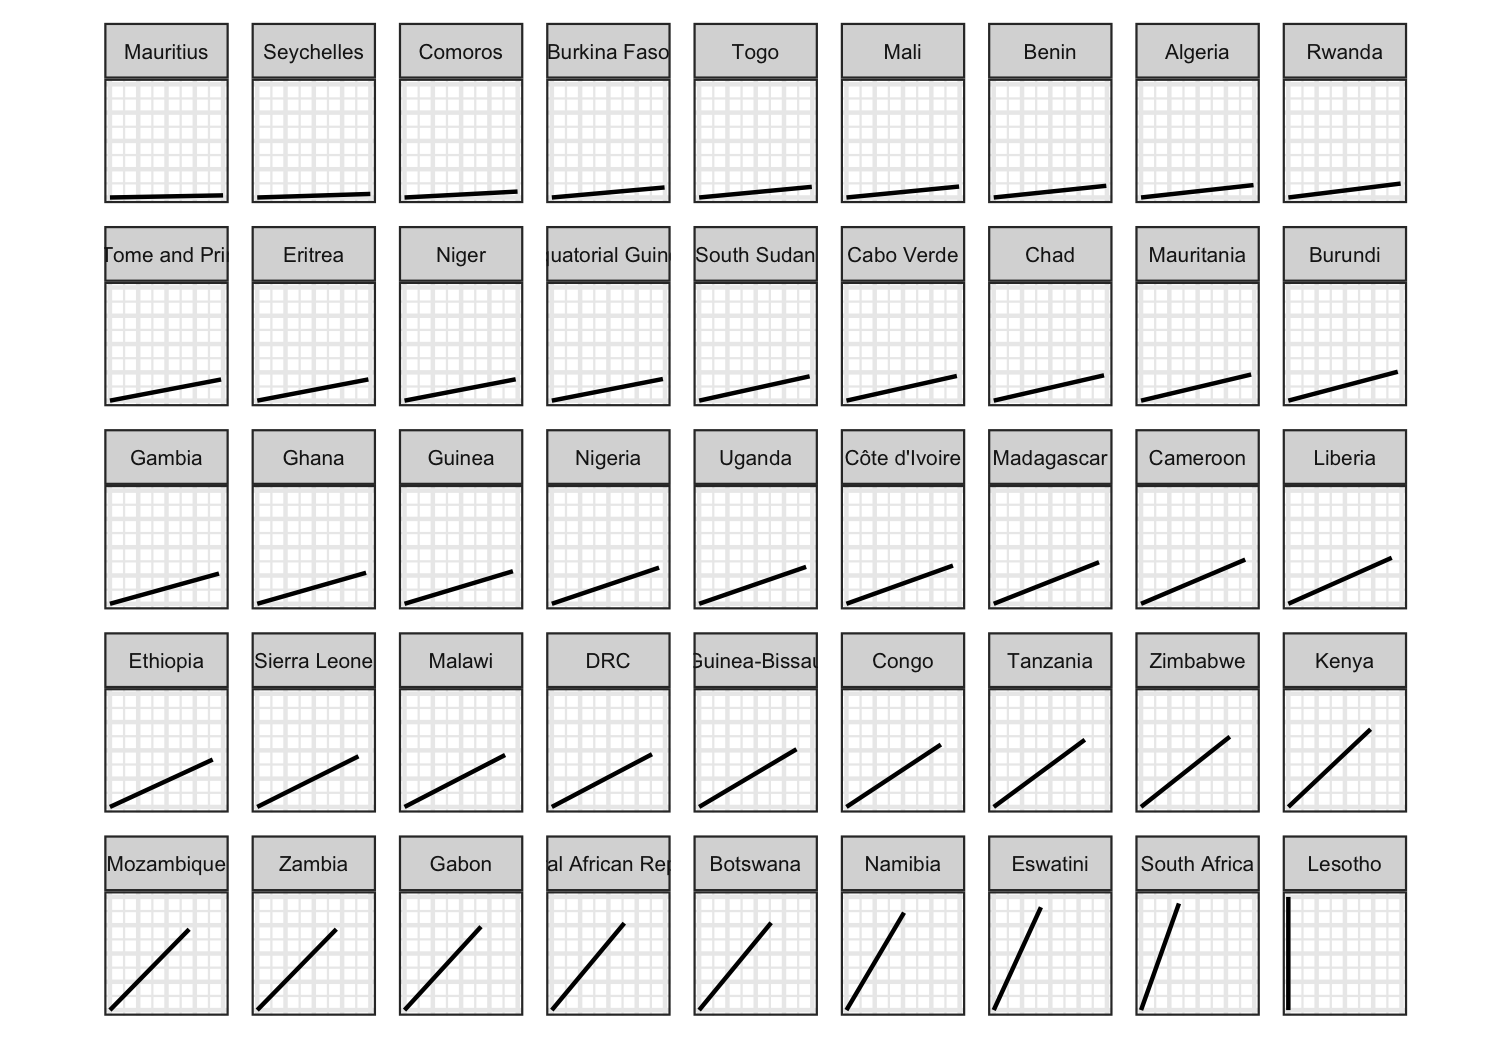 Mauritius Seychelles Comoros Burkina Faso Togo Mali Benin Algeria Rwanda
Tome and Pri Eritrea Niger quatorial Guin South Sudan Cabo Verde Chad Mauritania Burundi
Gambia Ghana Guinea Nigeria Uganda Côte d'Ivoire Madagascar Cameroon Liberia
Ethiopia Sierra Leone Malawi DRC Guinea-Bissau Congo Tanzania Zimbabwe Kenya
Mozambique Zambia Gabon al African Rep Botswana Namibia Eswatini South Africa Lesotho